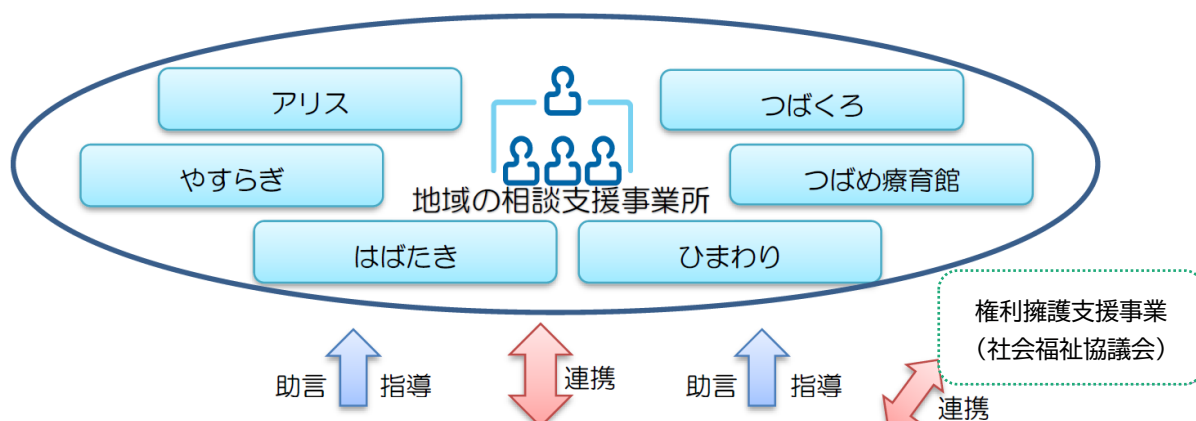 アリス
つばくろ
やすらぎ
つばめ療育館
地域の相談支援事業所
はばたき
ひまわり
権利擁護支援事業
（社会福祉協議会）
助言
指導
連携
助言
指導
連携